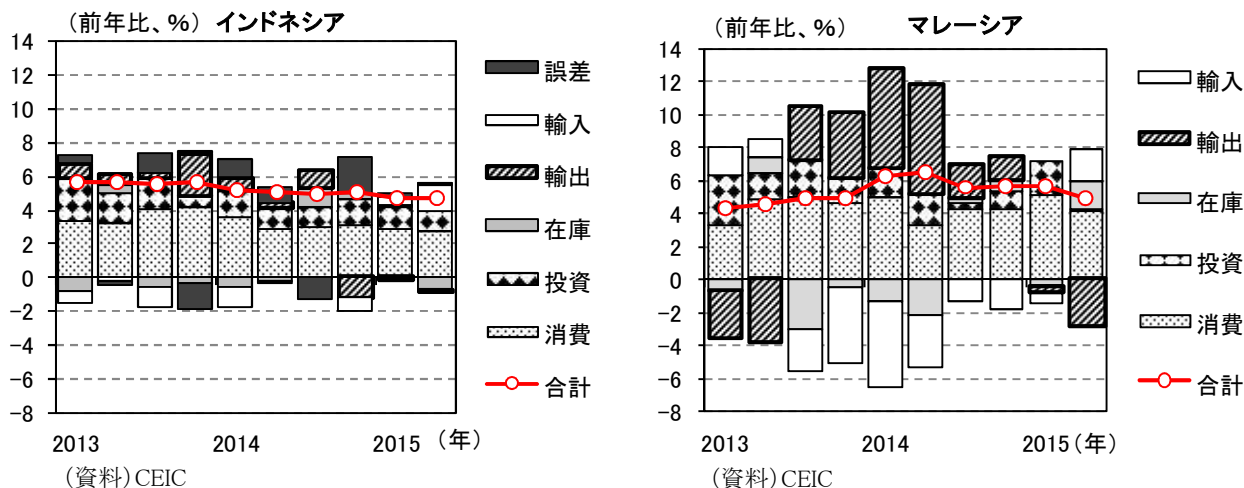 (前年比、%) インドネシア
14
12
10
8
6
4
2
0
−2
−4
−6
−8
2013 2014 2015 (年)
誤差
輸入
輸出
在庫
投資
消費
合計
(資料)CEIC
(前年比、%) マレーシア
14
12
10
8
6
4
2
0
−2
−4
−6
−8
2013 2014 2015(年)
輸入
輸出
在庫
投資
消費
合計
(資料)CEIC